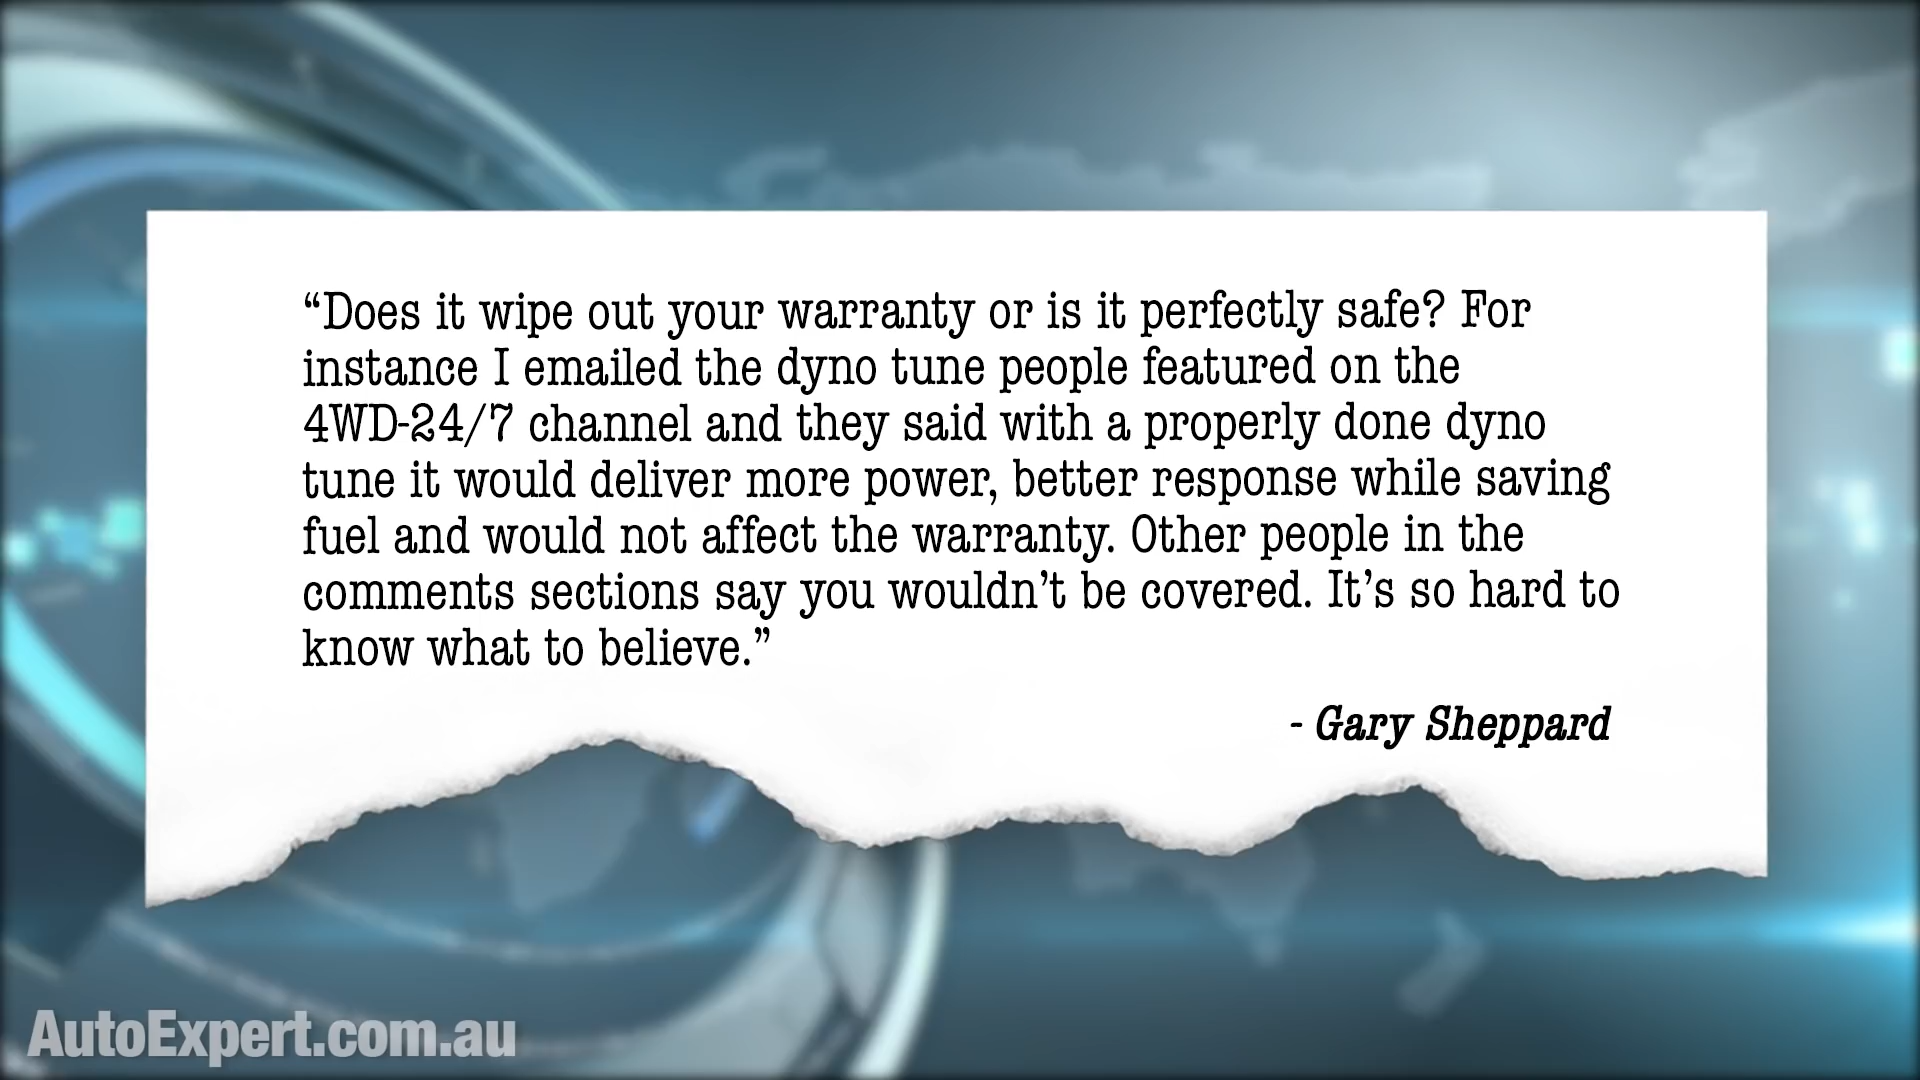 “Does it wipe out your warranty or is it perfectly safe? For
instance I emailed the dyno tune people featured on the
4WD-24/7 channel and they said with a properly done dyno
tune it would deliver more power, better response while saving
fuel and would not affect the warranty. Other people in the
comments sections say you wouldn’t be covered. It’s so hard to
know what to believe.”
- Gary Sheppard
AutoExpert.com.au